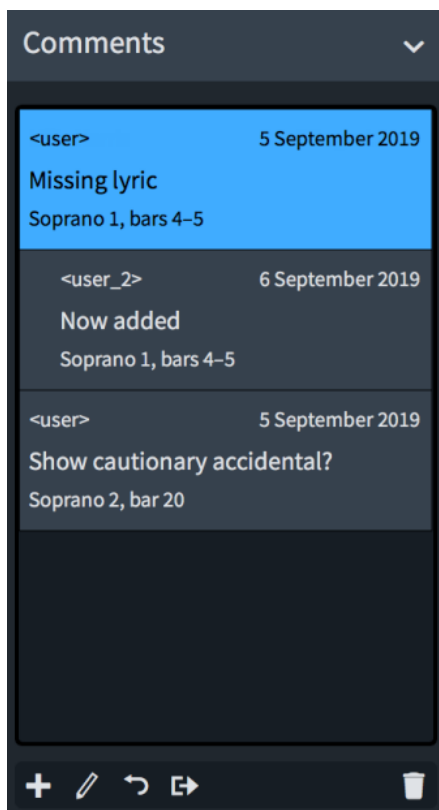 Comments
<user> 5 September 2019
Missing lyric
Soprano 1, bars 4–5
<user_2> 6 September 2019
Now added
Soprano 1, bars 4–5
<user> 5 September 2019
Show cautionary accidental?
Soprano 2, bar 20